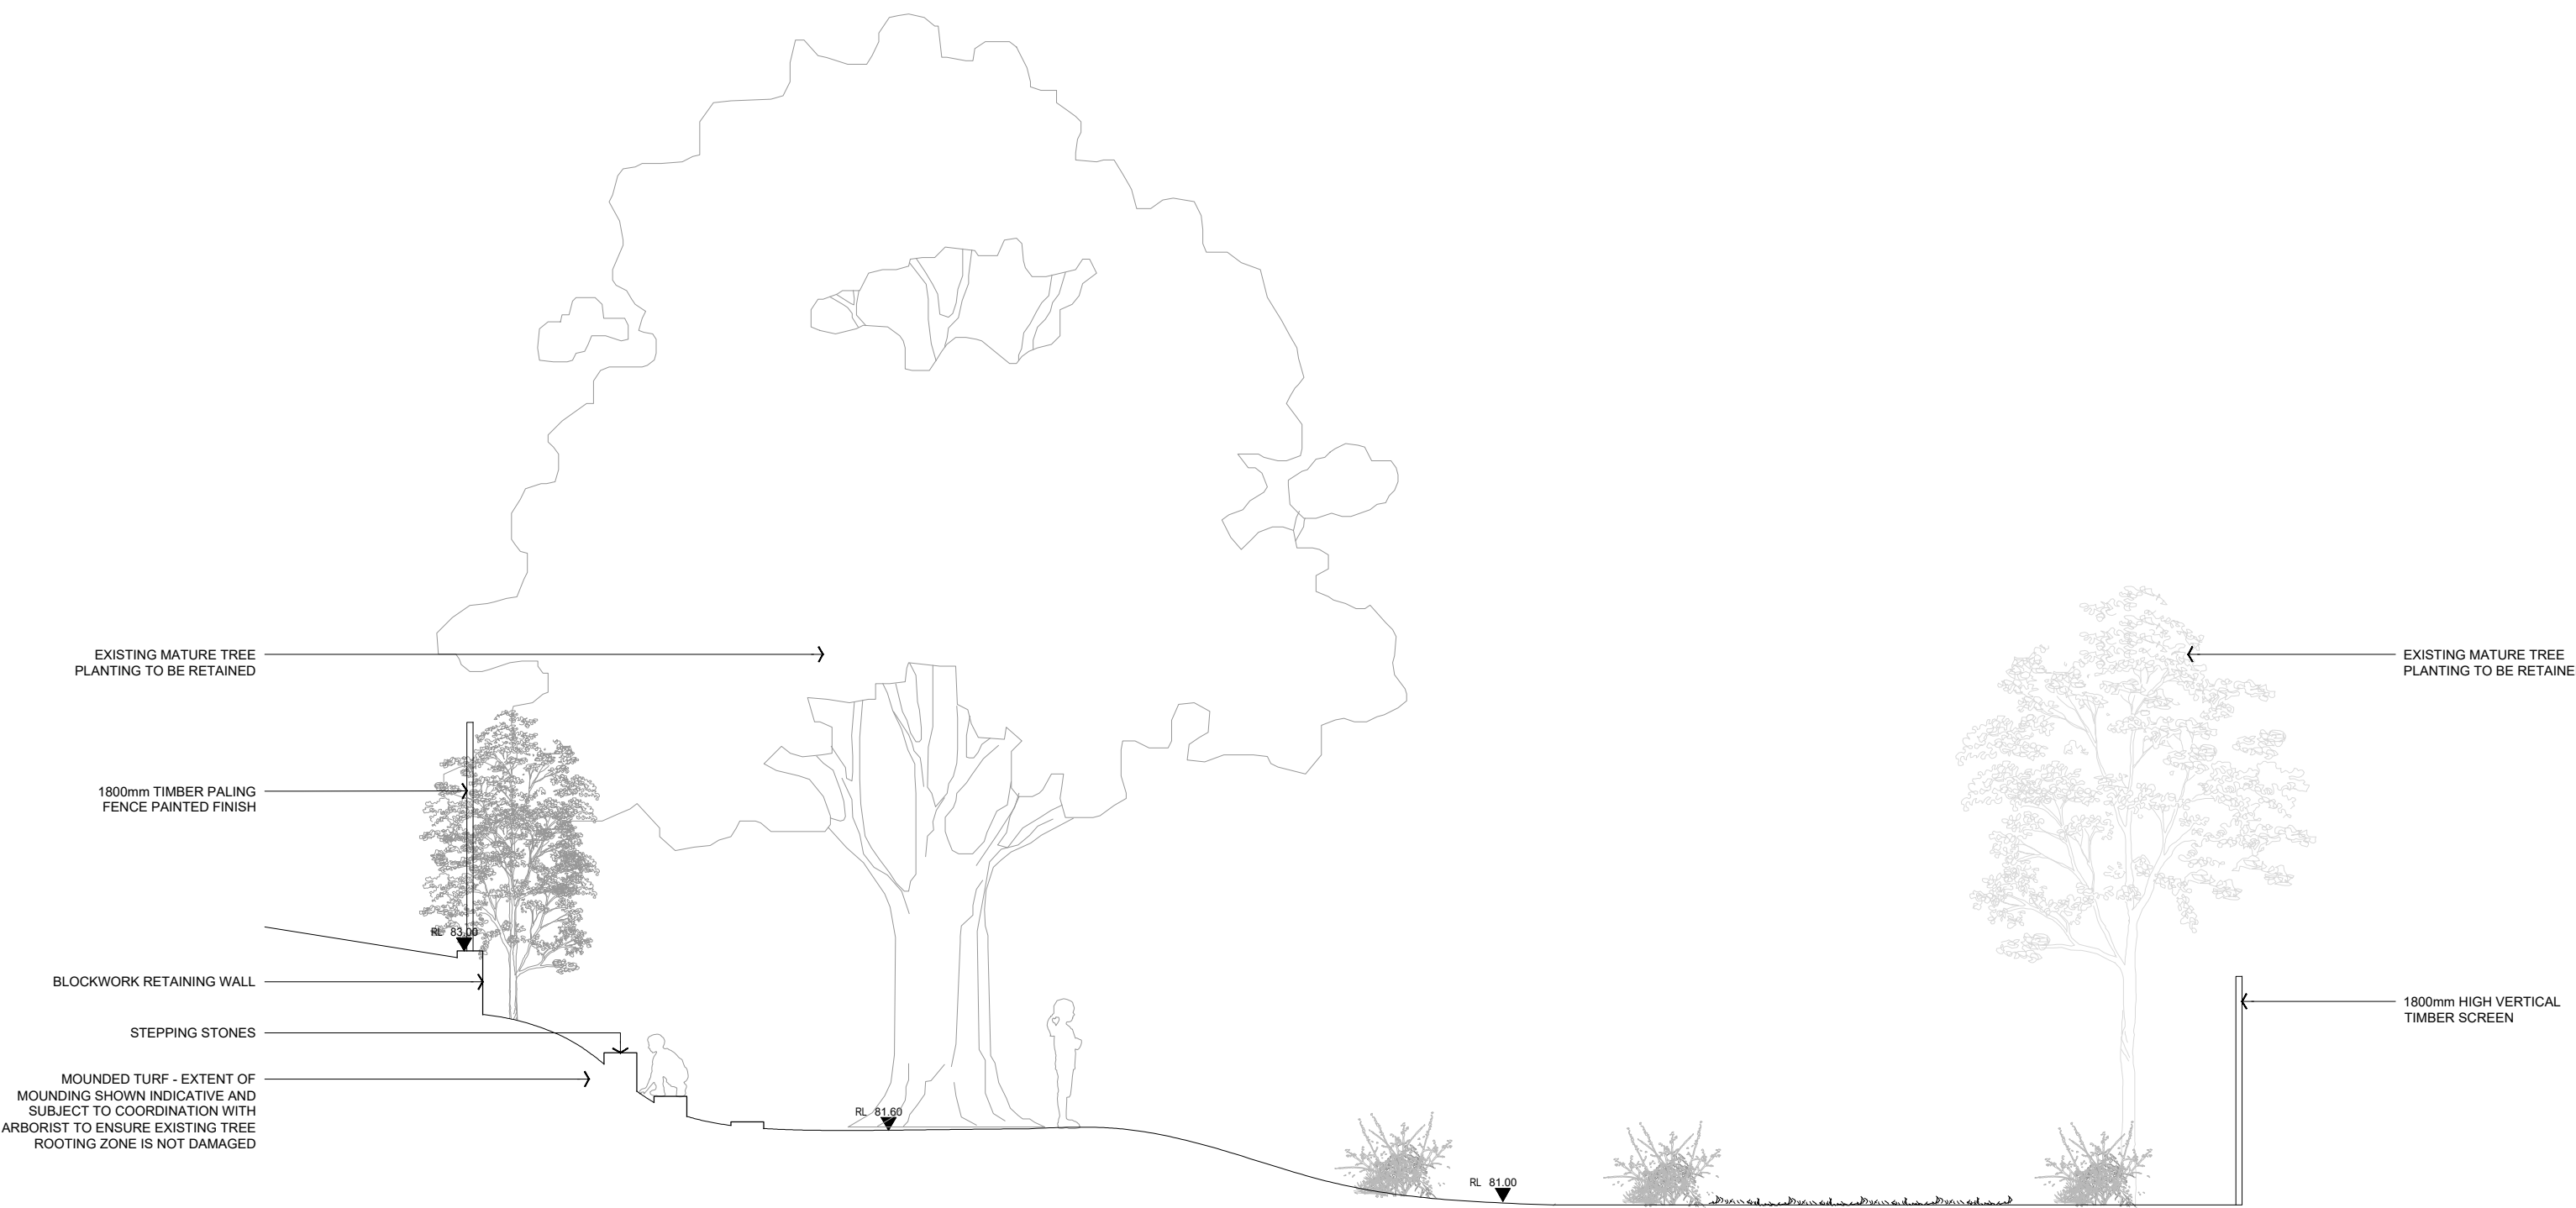 EXISTING MATURE TREE
PLANTING TO BE RETAINED
1800mm TIMBER PALING
FENCE PAINTED FINISH
RL 83.00
BLOCKWORK RETAINING WALL
STEPPING STONES
MOUNDED TURF - EXTENT OF
MOUNDING SHOWN INDICATIVE AND
SUBJECT TO COORDINATION WITH
ARBORIST TO ENSURE EXISTING TREE
ROOTING ZONE IS NOT DAMAGED
RL 81.60
RL 81.00
EXISTING MATURE TREE
PLANTING TO BE RETAINE
1800mm HIGH VERTICAL
TIMBER SCREEN